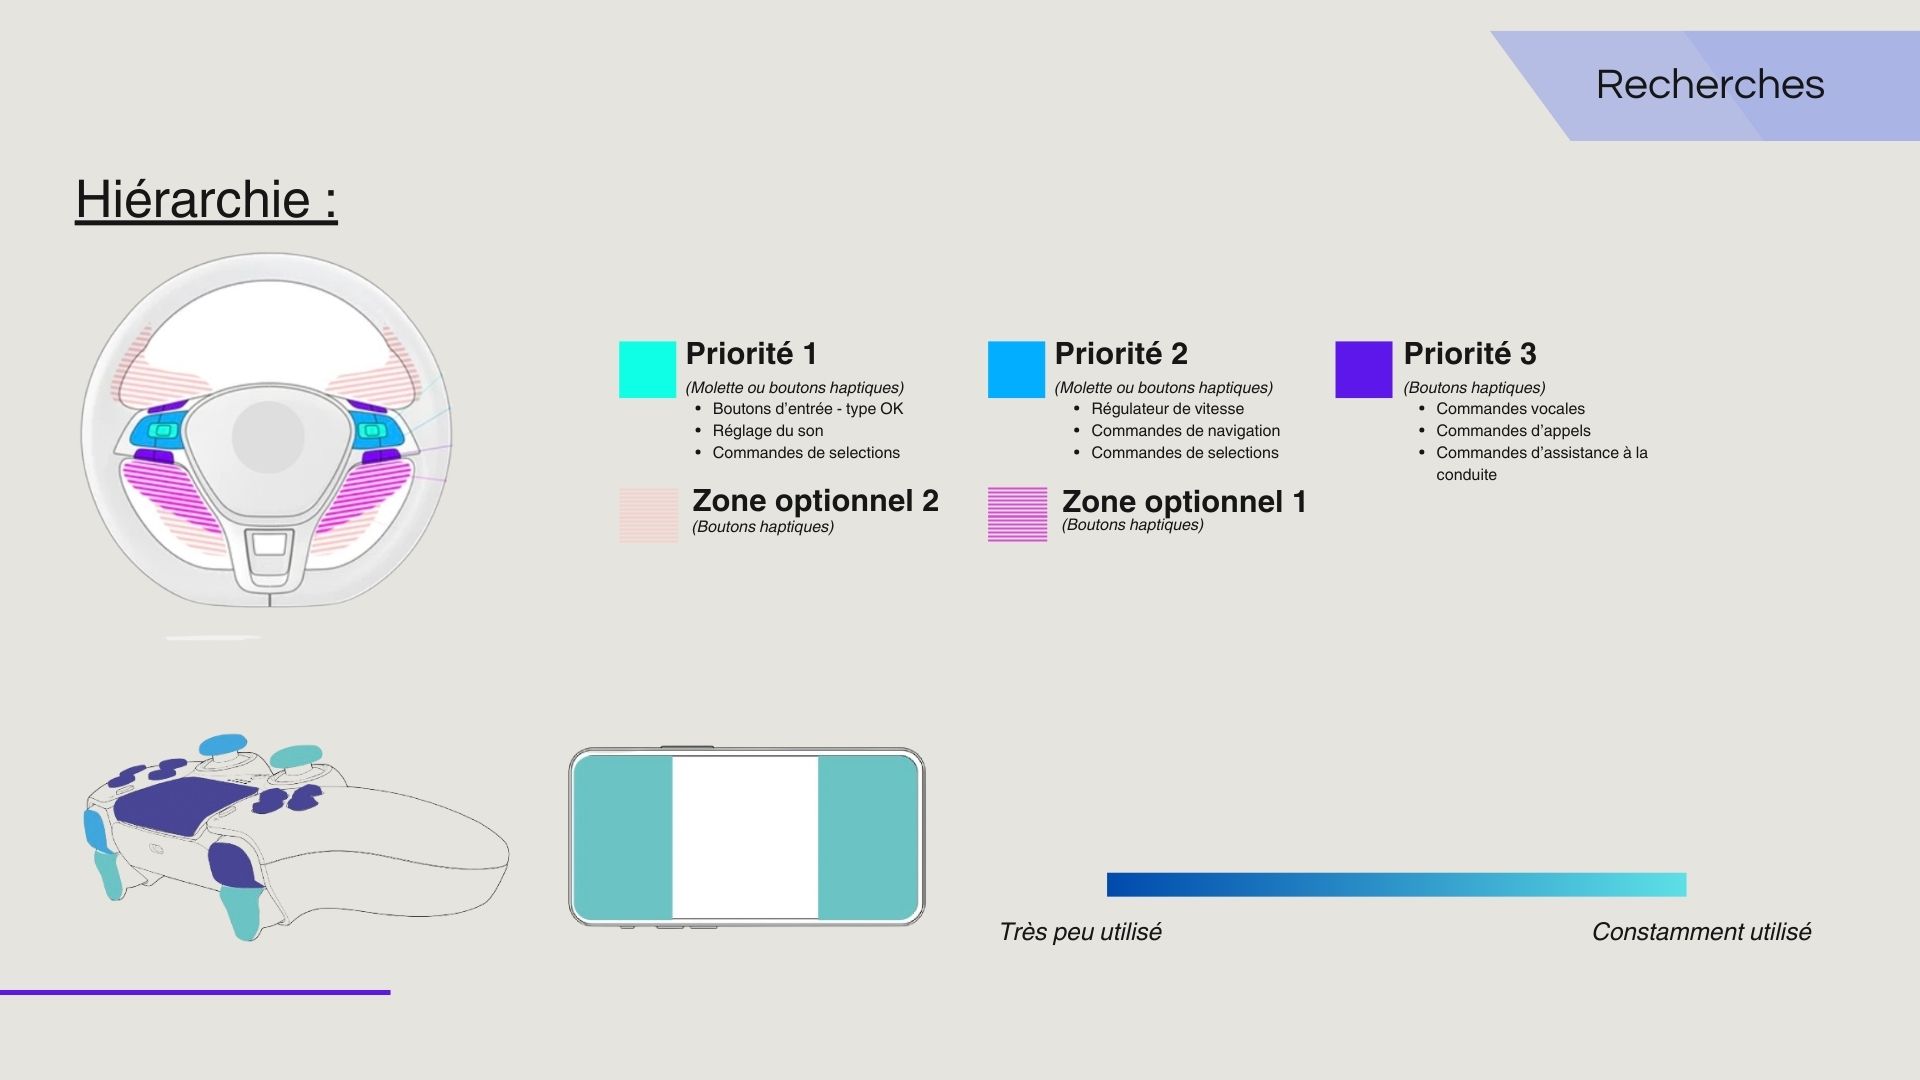 Recherches
Hiérarchie :
Priorité 1
(Molette ou boutons haptiques)
• Boutons d’entrée - type OK
• Réglage du son
• Commandes de selections
Priorité 2
(Molette ou boutons haptiques)
• Régulateur de vitesse
• Commandes de navigation
• Commandes de selections
Priorité 3
(Boutons haptiques)
• Commandes vocales
• Commandes d’appels
• Commandes d’assistance à la
conduite
Zone optionnel 2
(Boutons haptiques)
Zone optionnel 1
(Boutons haptiques)
Très peu utilisé
Constamment utilisé